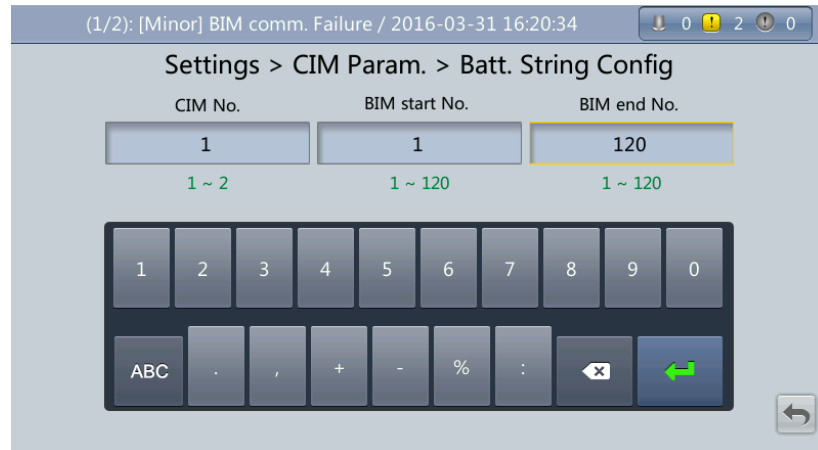 (1/2): [Minor] BIM comm. Failure / 2016-03-31 16:20:34 0 2 0
Settings > CIM Param. > Batt. String Config
CIM No. BIM start No. BIM end No.
1 1 120
1 ~ 2 1 ~ 120 1 ~ 120
1 2 3 4 5 6 7 8 9 0
ABC . , + - % :